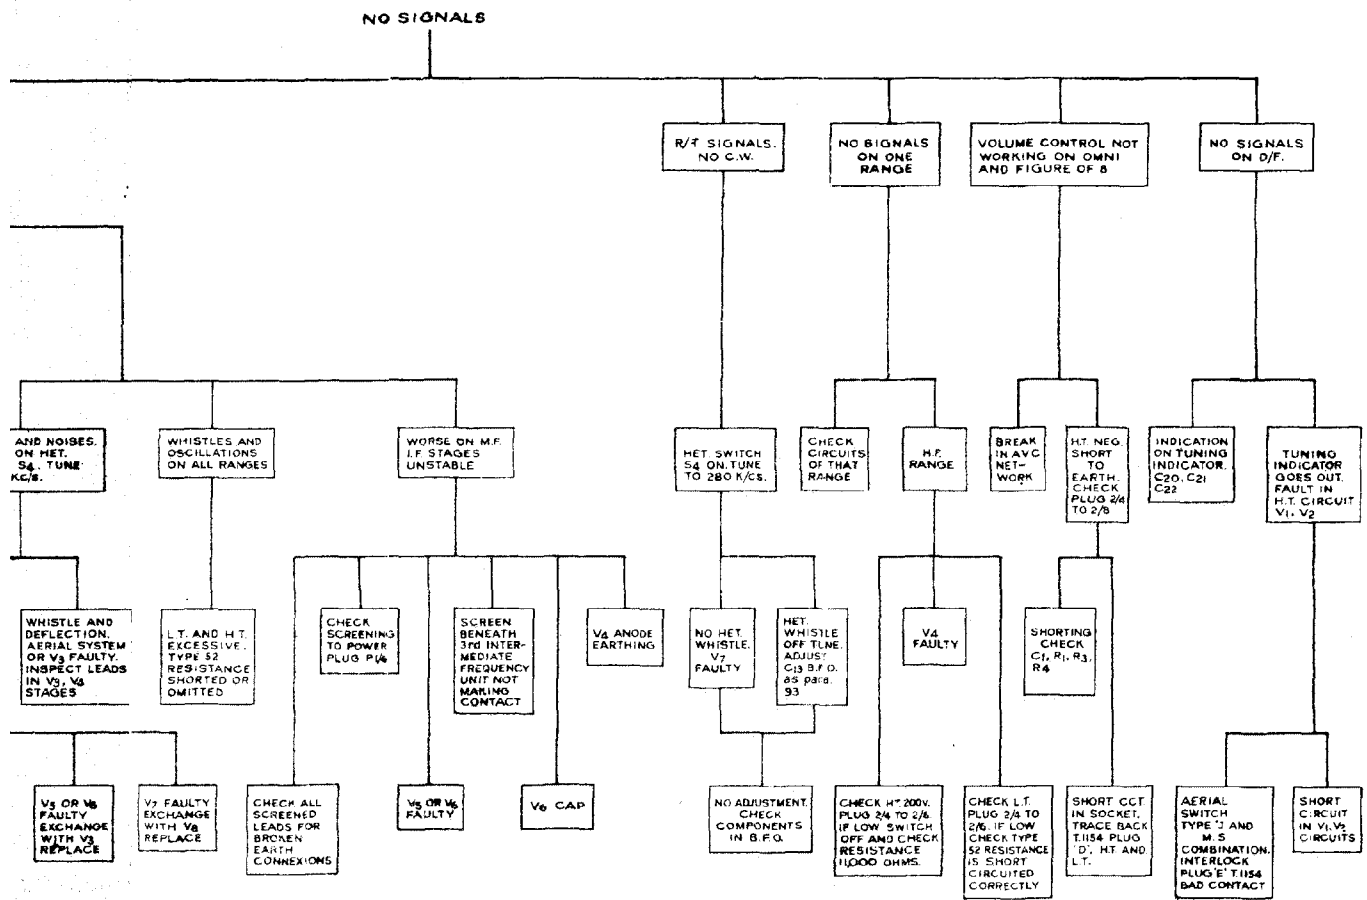 NO SIGNALS
R/T SIGNALS.
NO C.W.
NO SIGNALS
ON ONE
RANGE
VOLUME CONTROL NOT
WORKING ON OMNI
AND FIGURE OF 8
NO SIGNALS
ON D/F.
AND NOISES.
ON HET.
S4. TUNE
KC/S.
WHISTLES AND
OSCILLATIONS
ON ALL RANGES
WORSE ON M.F.
I.F. STAGES
UNSTABLE
HET. SWITCH
S4 ON. TUNE
TO 280 K/CS.
CHECK
CIRCUITS
OF THAT
RANGE
H.F.
RANGE
BREAK
IN AVC
NET-
WORK
H.T. NEG.
SHORT
TO
EARTH.
CHECK
PLUG 2/4
TO 2/8
INDICATION
ON TUNING
INDICATOR.
C20, C21
C22
TUNING
INDICATOR
GOES OUT.
FAULT IN
H.T. CIRCUIT
V1, V2
WHISTLE AND
DEFLECTION.
AERIAL SYSTEM
OR V3 FAULTY.
INSPECT LEADS
IN V3, V4
STAGES
L.T. AND H.T.
EXCESSIVE.
TYPE 52
RESISTANCE
SHORTED OR
OMITTED
CHECK
SCREENING
TO POWER
PLUG P1/4
SCREEN
BENEATH
3rd INTER-
MEDIATE
FREQUENCY
UNIT NOT
MAKING
CONTACT
V4 ANODE
EARTHING
NO HET.
WHISTLE.
V7
FAULTY
HET.
WHISTLE
OFF TUNE.
ADJUST
C13 B.F.O.
as para.
93
V4
FAULTY
SHORTING
CHECK
C1, R1, R3,
R4
V5 OR V6
FAULTY
EXCHANGE
WITH V3
REPLACE
V7 FAULTY
EXCHANGE
WITH V8
REPLACE
CHECK ALL
SCREENED
LEADS FOR
BROKEN
EARTH
CONNEXIONS
V5 OR V6
FAULTY
V6 CAP
NO ADJUSTMENT.
CHECK
COMPONENTS
IN B.F.O.
CHECK HT. 200V.
PLUG 2/4 TO 2/6.
IF LOW SWITCH
OFF AND CHECK
RESISTANCE
11,000 OHMS.
CHECK L.T.
PLUG 2/4 TO
2/6. IF LOW
CHECK TYPE
52 RESISTANCE
IS SHORT
CIRCUITED
CORRECTLY
SHORT CCT.
IN SOCKET.
TRACE BACK
T.1154 PLUG
'D', H.T. AND
L.T.
AERIAL
SWITCH
TYPE 'J' AND
M.S
COMBINATION.
INTERLOCK
PLUG 'E' T.1154
BAD CONTACT
SHORT
CIRCUIT
IN V1, V2
CIRCUITS